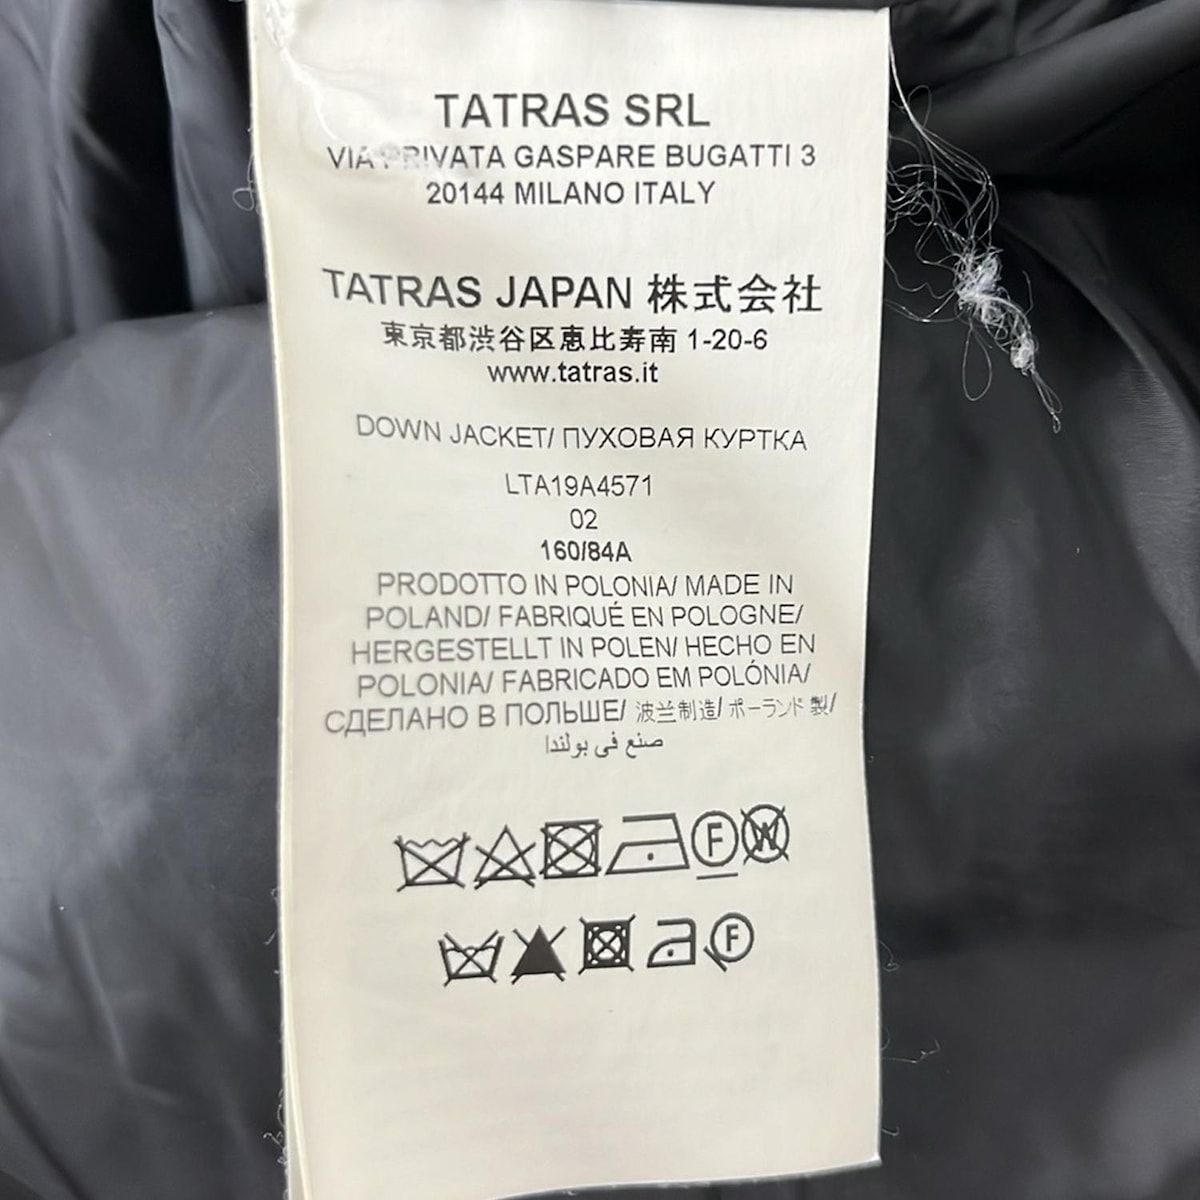 TATRAS SRL
VIA PRIVATA GASPARE BUGATTI 3
20144 MILANO ITALY
TATRAS JAPAN 株式会社
東京都渋谷区恵比寿南 1-20-6
www.tatras.it
DOWN JACKET/ ПУХОВАЯ КУРТКА
LTA19A4571
02
160/84A
PRODOTTO IN POLONIA/ MADE IN
POLAND/ FABRIQUÉ EN POLOGNE/
HERGESTELLT IN POLEN/ HECHO EN
POLONIA/ FABRICADO EM POLÓNIA/
СДЕЛАНО В ПОЛЬШЕ/ 波兰制造/ ポーランド 製/
صنع في بولندا
F W
F